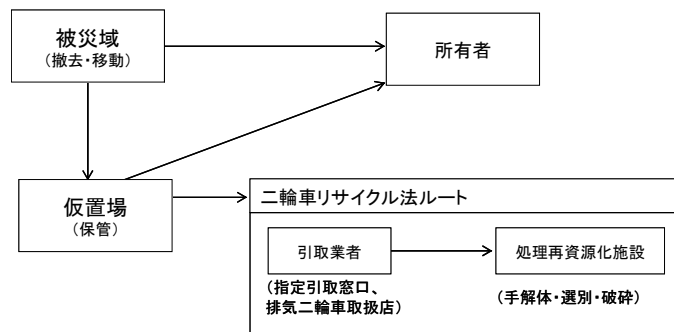 被災域
（撤去・移動）
所有者
仮置場
（保管）
二輪車リサイクル法ルート
引取業者
処理再資源化施設
（指定引取窓口、
排気二輪車取扱店）
（手解体・選別・破砕）